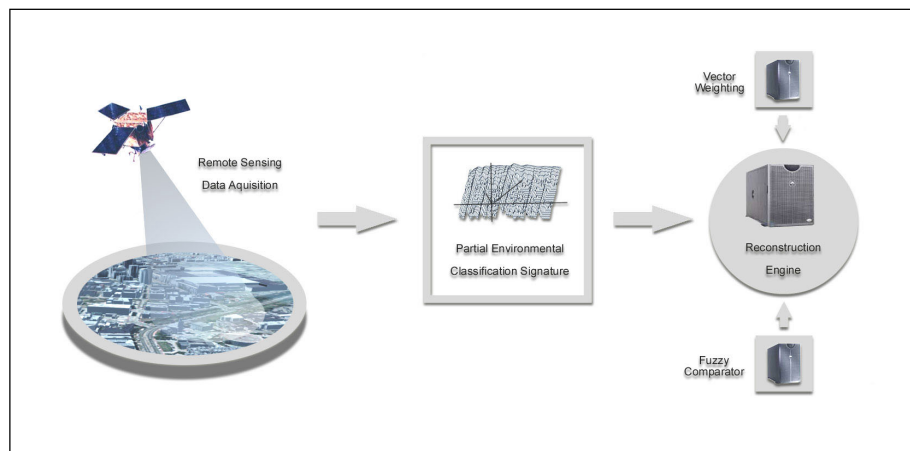 Remote Sensing
Data Aquisition
Partial Environmental
Classification Signature
Vector
Weighting
Reconstruction
Engine
Fuzzy
Comparator